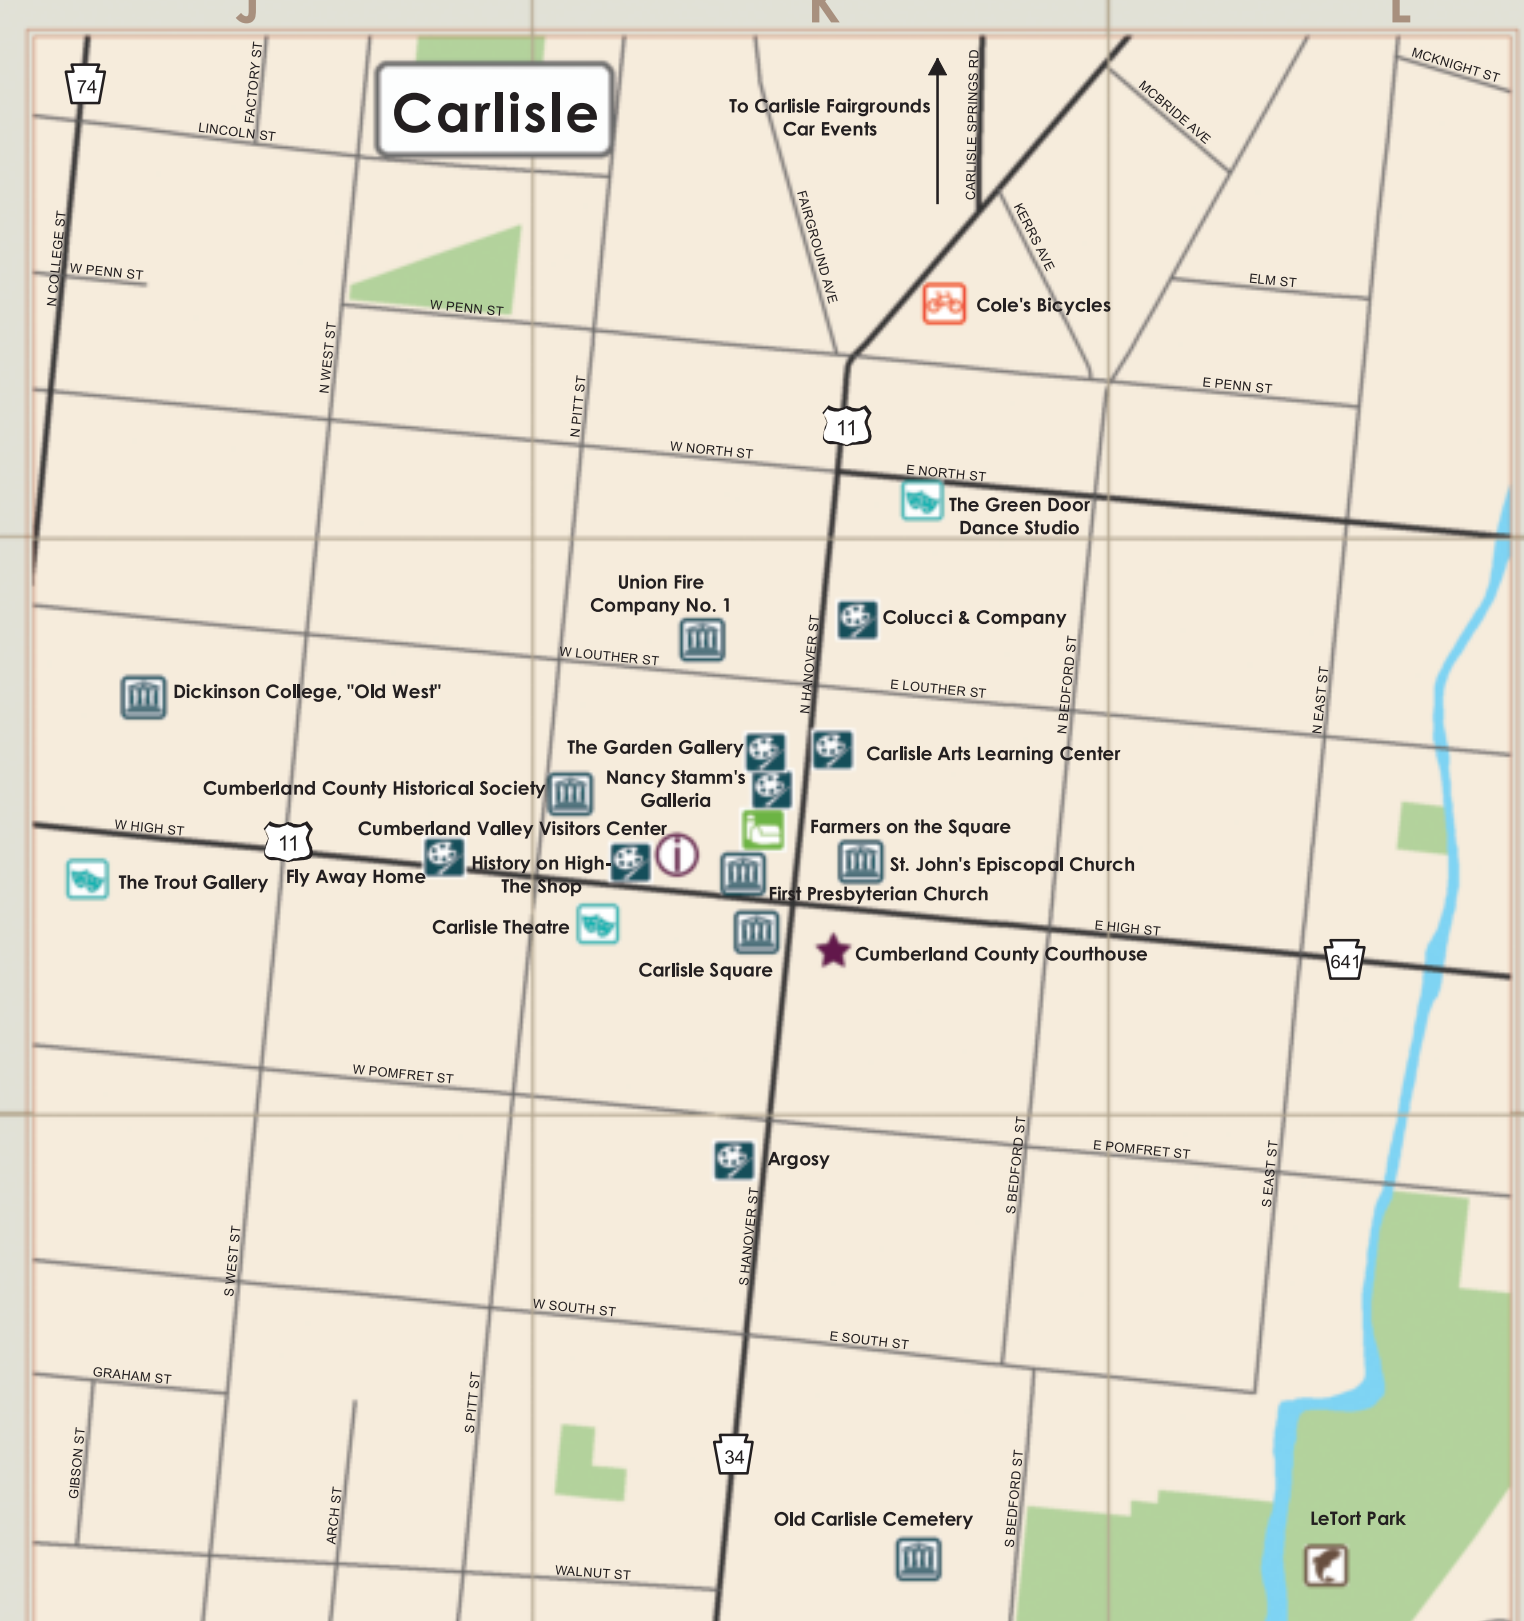 J
K
L
74
FACTORY ST
Carlisle
To Carlisle Fairgrounds
Car Events
CARLISLE SPRINGS RD
MCKNIGHT ST
MCBRIDE AVE
LINCOLN ST
N COLLEGE ST
W PENN ST
FAIRGROUND AVE
KERRS AVE
ELM ST
W PENN ST
Cole's Bicycles
N WEST ST
N PITT ST
E PENN ST
11
W NORTH ST
E NORTH ST
The Green Door
Dance Studio
Union Fire
Company No. 1
Colucci & Company
N HANOVER ST
W LOUTHER ST
N BEDFORD ST
N EAST ST
E LOUTHER ST
Dickinson College, "Old West"
The Garden Gallery
Carlisle Arts Learning Center
Cumberland County Historical Society
Nancy Stamm's
Galleria
W HIGH ST
11
Cumberland Valley Visitors Center
Farmers on the Square
History on High-
The Shop
St. John's Episcopal Church
The Trout Gallery
Fly Away Home
First Presbyterian Church
Carlisle Theatre
E HIGH ST
Carlisle Square
Cumberland County Courthouse
641
W POMFRET ST
E POMFRET ST
S BEDFORD ST
S EAST ST
Argosy
S HANOVER ST
S WEST ST
W SOUTH ST
E SOUTH ST
GRAHAM ST
S PITT ST
GIBSON ST
ARCH ST
34
S BEDFORD ST
Old Carlisle Cemetery
LeTort Park
WALNUT ST